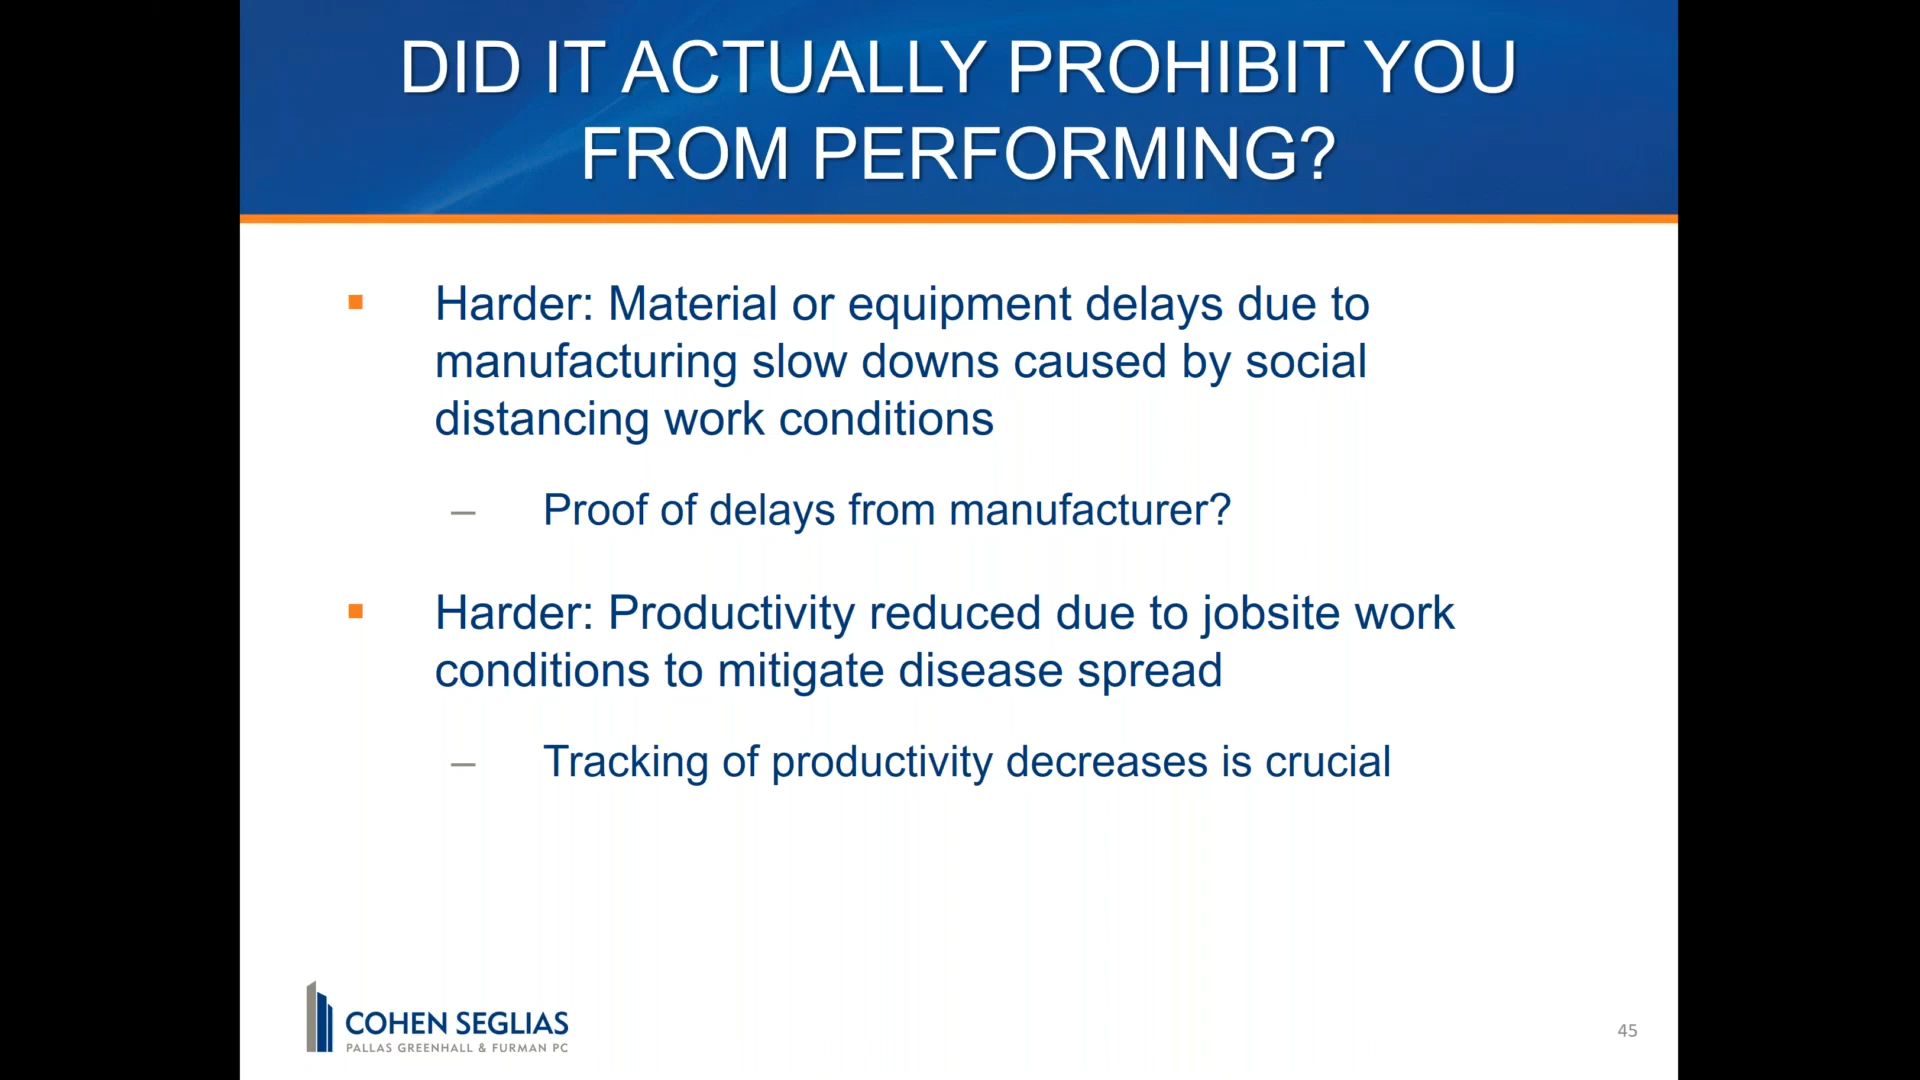 DID IT ACTUALLY PROHIBIT YOU
FROM PERFORMING?
▪ Harder: Material or equipment delays due to
manufacturing slow downs caused by social
distancing work conditions
– Proof of delays from manufacturer?
▪ Harder: Productivity reduced due to jobsite work
conditions to mitigate disease spread
– Tracking of productivity decreases is crucial
COHEN SEGLIAS
PALLAS GREENHALL & FURMAN PC
45